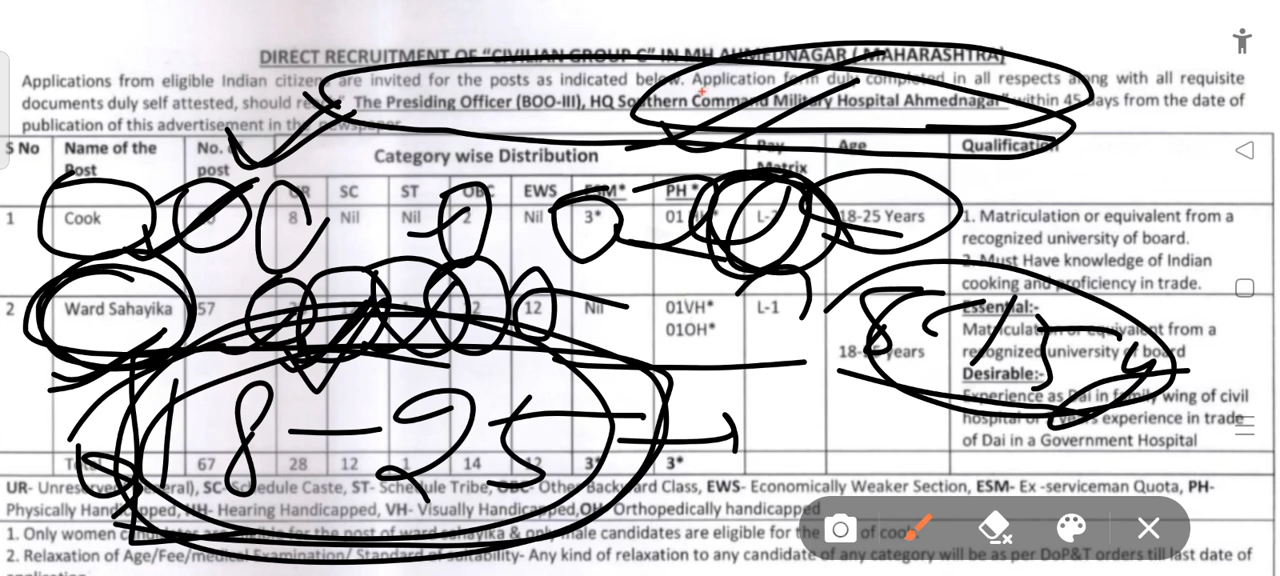 DIRECT RECRUITMENT OF "CIVILIAN GROUP C" IN MH AHMEDNAGAR ( MAHARASHTRA)
Applications from eligible Indian citizen are invited for the posts as indicated below. Application form duly completed in all respects along with all requisite
documents duly self attested, should The Presiding Officer (BOO-III), HQ Southern Command Military Hospital Ahmednagar" within 45 days from the date of
publication of this advertisement in the newspaper
S No Name of the Post No. post Category wise Distribution Pay Matrix Age Qualification
SC ST OBC EWS ESM* PH *
1 Cook 8 Nil Nil 2 Nil 3* 01 18-25 Years 1. Matriculation or equivalent from a
recognized university of board.
2. Must Have knowledge of Indian
cooking and proficiency in trade.
2 Ward Sahayika 57 12 12 Nil 01VH* L-1 Essential:-
01OH* Matriculation or equivalent from a
18- years recognized university of board
Desirable:-
Experience as Dai in family wing of civil
hospital or experience in trade
of Dai in a Government Hospital
67 28 12 1 14 12 3* 3*
8 15 y
18-25
UR- Unreserved (General), SC- Schedule Caste, ST- Schedule Tribe, OBC- Other Backward Class, EWS- Economically Weaker Section, ESM- Ex -serviceman Quota, PH-
Physically Handicapped, HH- Hearing Handicapped, VH- Visually Handicapped,OH- Orthopedically handicapped
1. Only women for the post of ward sahayika & only male candidates are eligible for the of cook
2. Relaxation of Age/Fee/medical Examination/ Standard of suitability- Any kind of relaxation to any candidate of any category will be as per DoP&T orders till last date of